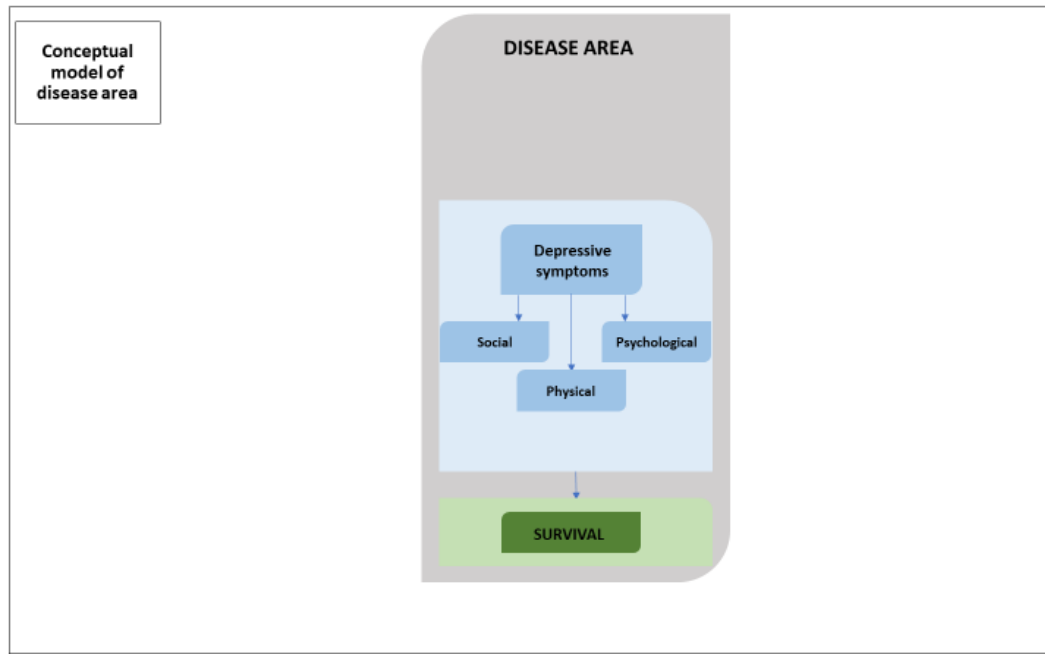 Conceptual
model of
disease area
DISEASE AREA
Depressive
symptoms
Social
Psychological
Physical
SURVIVAL